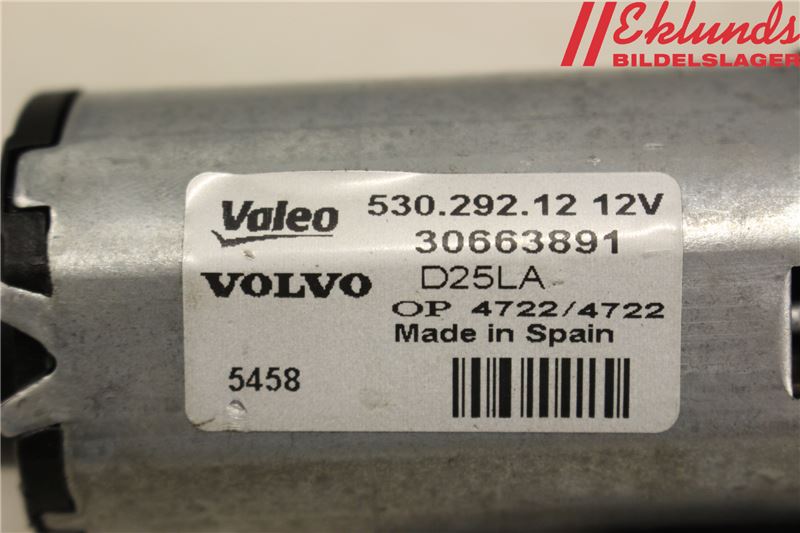 Eklunds
BILDELSLAGER
Valeo 530.292.12 12V
30663891
VOLVO D25LA
OP 4722/4722
Made in Spain
5458